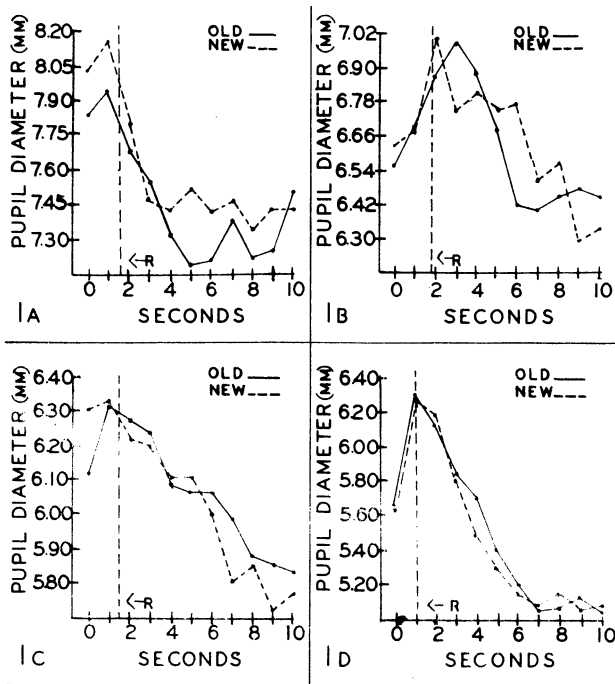 PUPIL DIAMETER (MM)
8.20
8.05
7.90
7.75
7.60
7.45
7.30
OLD
NEW
←R
0 2 4 6 8 10
SECONDS
1A
PUPIL DIAMETER (MM)
7.02
6.90
6.78
6.66
6.54
6.42
6.30
OLD
NEW
←R
0 2 4 6 8 10
SECONDS
1B
PUPIL DIAMETER (MM)
6.40
6.30
6.20
6.10
6.00
5.90
5.80
OLD
NEW
←R
0 2 4 6 8 10
SECONDS
1C
PUPIL DIAMETER (MM)
6.40
6.20
6.00
5.80
5.60
5.40
5.20
OLD
NEW
←R
0 2 4 6 8 10
SECONDS
1D